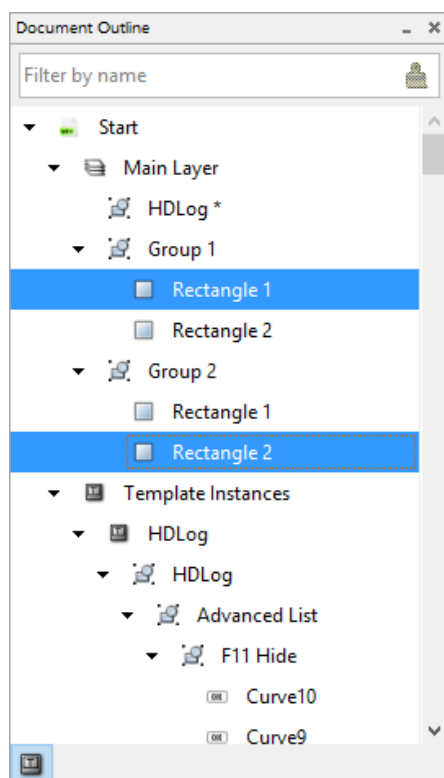 Document Outline
Filter by name
Start
Main Layer
HDLog *
Group 1
Rectangle 1
Rectangle 2
Group 2
Rectangle 1
Rectangle 2
Template Instances
HDLog
HDLog
Advanced List
F11 Hide
Curve10
Curve9